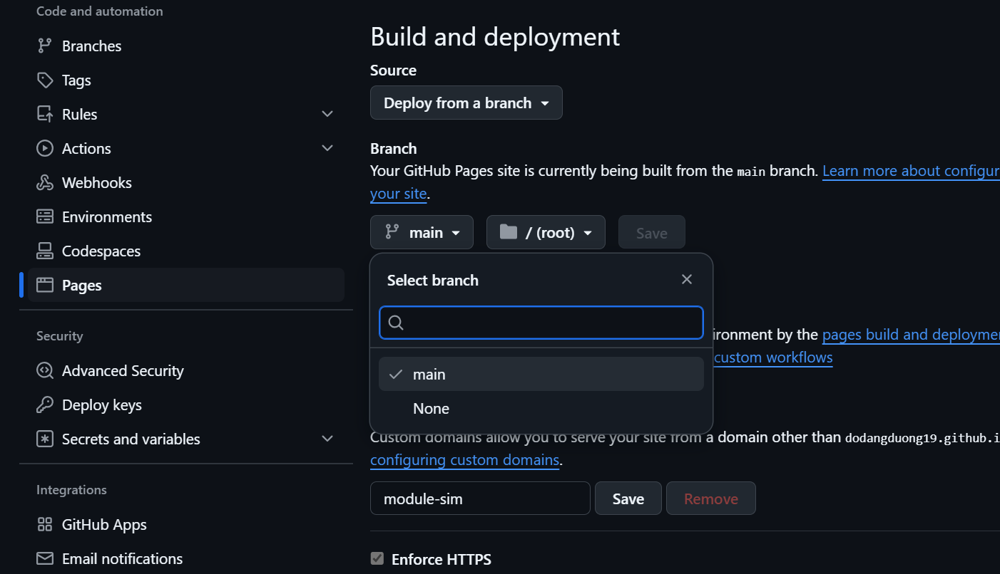 Code and automation
Branches
Tags
Rules
Actions
Webhooks
Environments
Codespaces
Pages
Security
Advanced Security
Deploy keys
Secrets and variables
Integrations
GitHub Apps
Email notifications
Build and deployment
Source
Deploy from a branch
Branch
Your GitHub Pages site is currently being built from the main branch. Learn more about configur
your site.
main
/ (root)
Save
Select branch
main
None
ironment by the pages build and deployme
custom workflows
Custom domains allow you to serve your site from a domain other than dodangduong19.github.i
configuring custom domains.
module-sim
Save
Remove
Enforce HTTPS